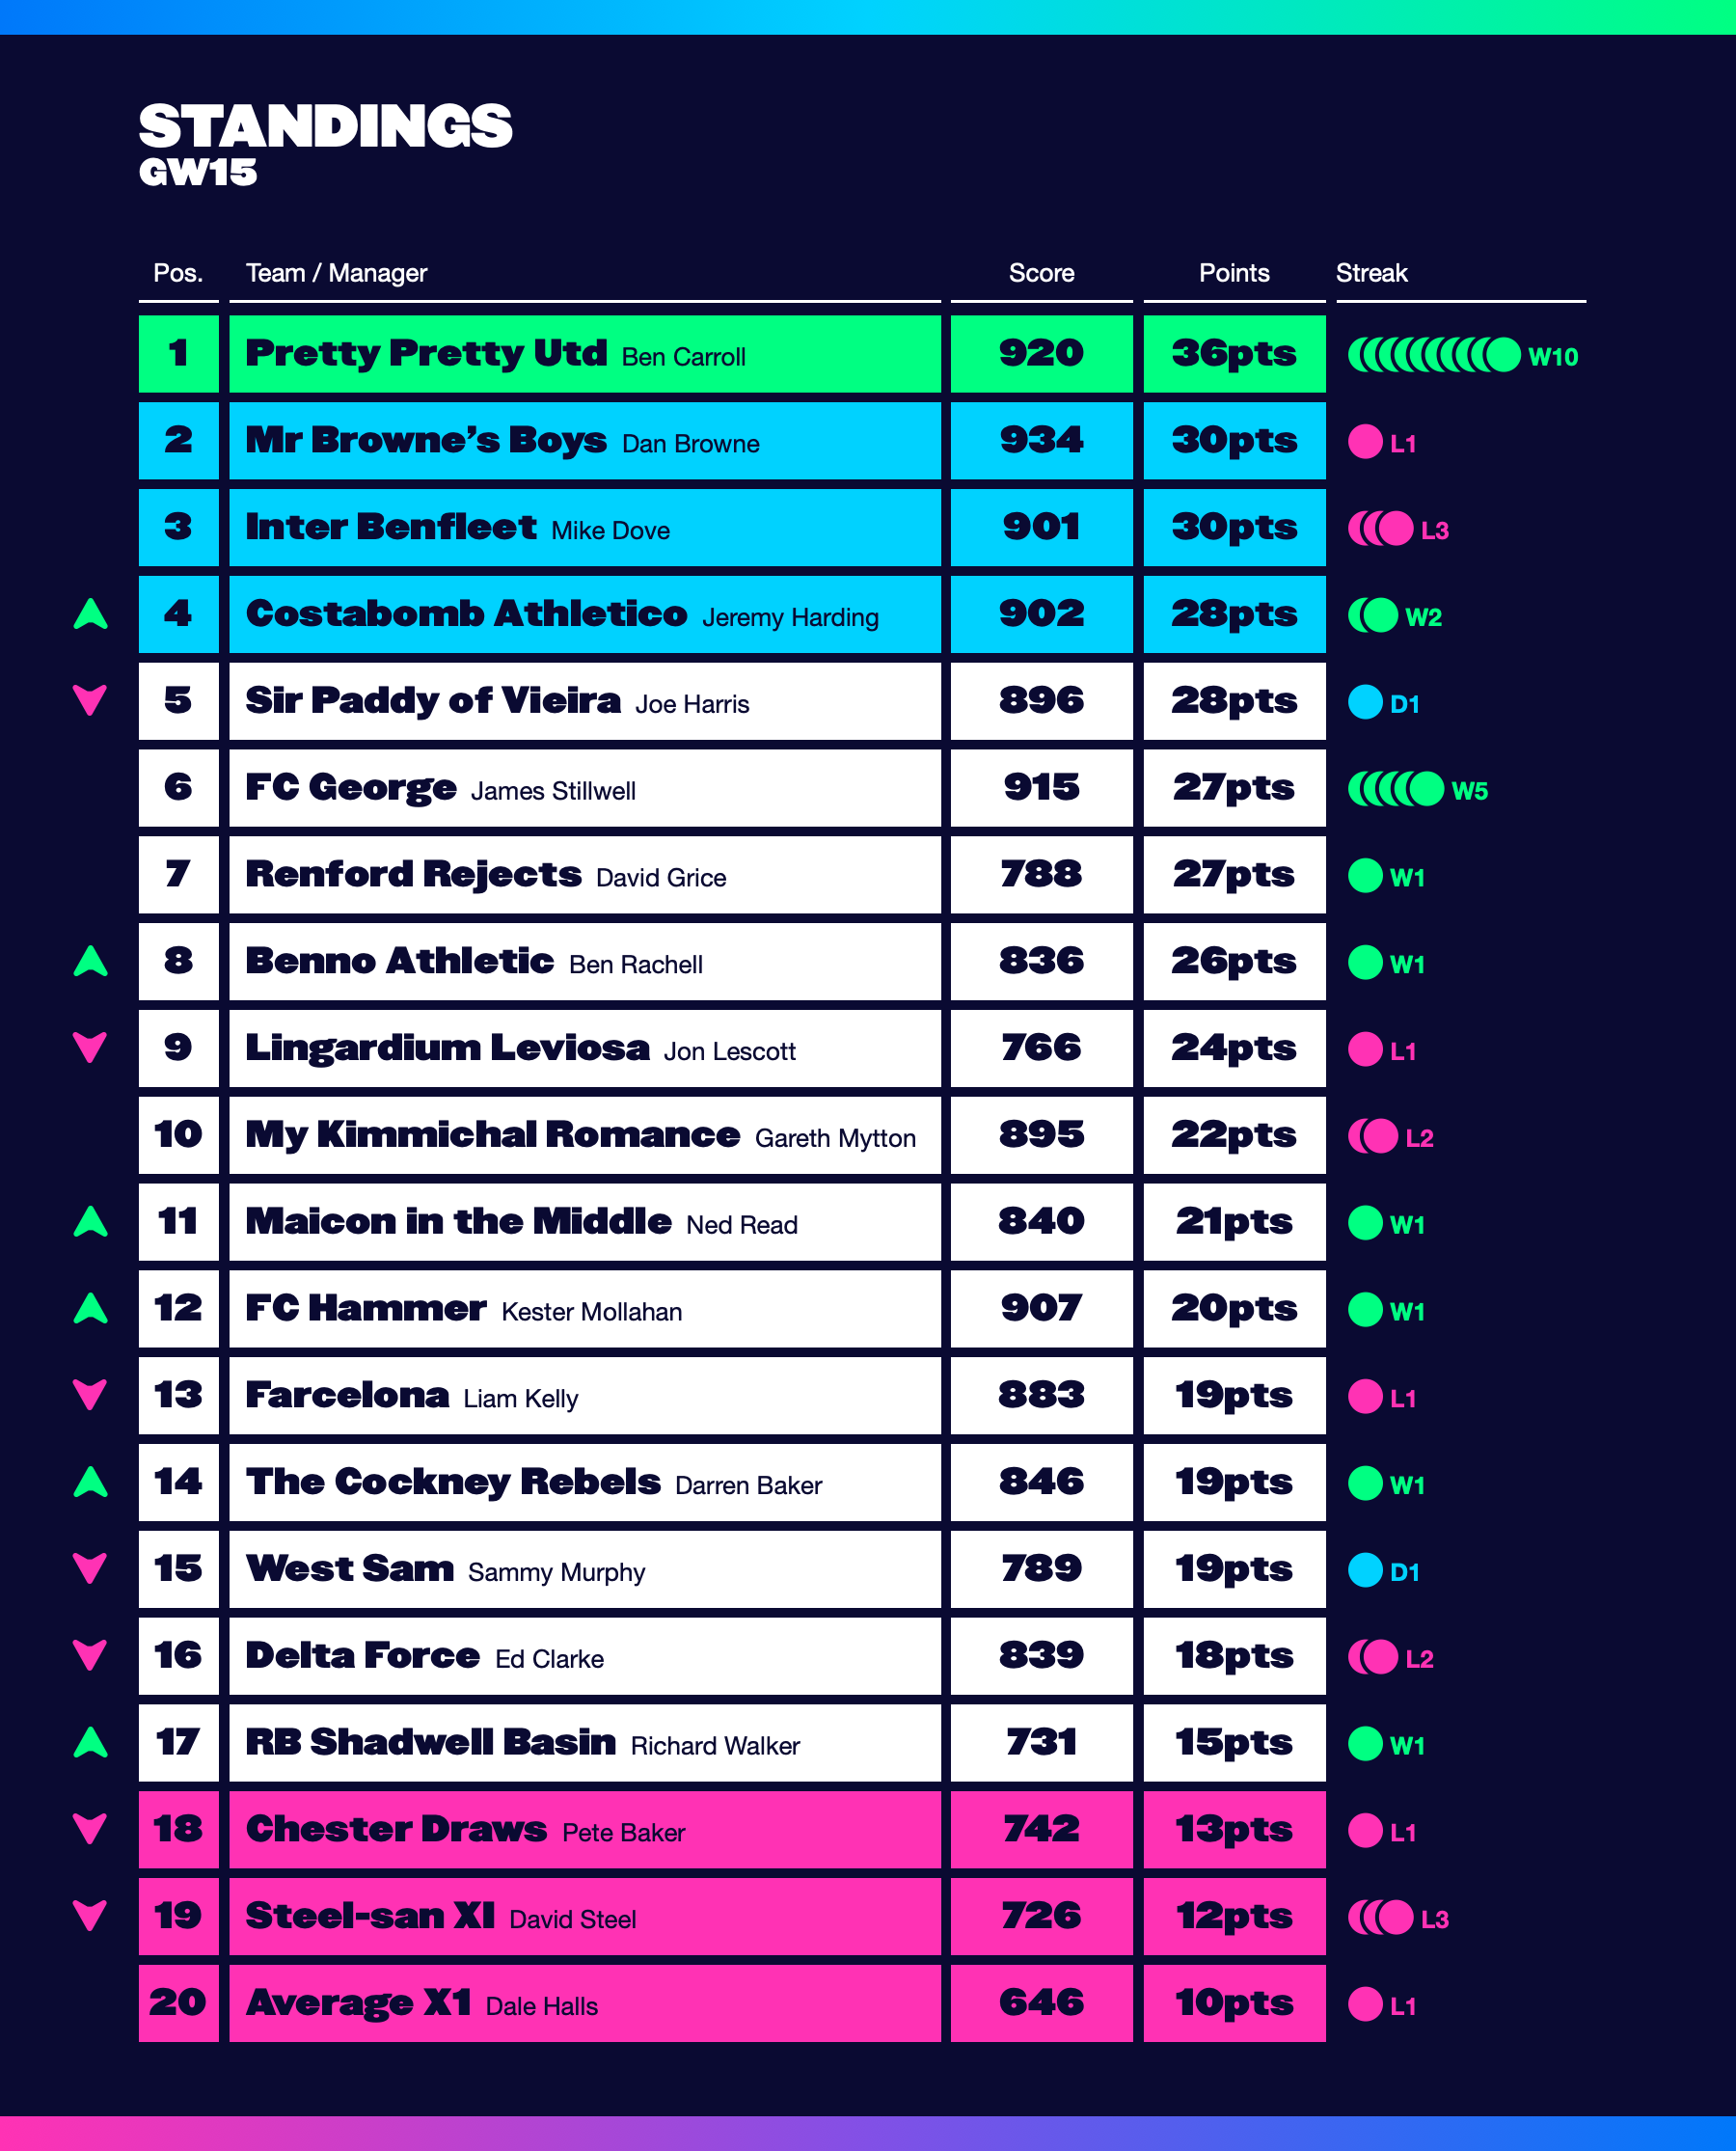 STANDINGS
GW15
Pos. Team / Manager Score Points Streak
1 Pretty Pretty Utd Ben Carroll 920 36pts W10
2 Mr Browne’s Boys Dan Browne 934 30pts L1
3 Inter Benfleet Mike Dove 901 30pts L3
4 Costabomb Athletico Jeremy Harding 902 28pts W2
5 Sir Paddy of Vieira Joe Harris 896 28pts D1
6 FC George James Stillwell 915 27pts W5
7 Renford Rejects David Grice 788 27pts W1
8 Benno Athletic Ben Rachell 836 26pts W1
9 Lingardium Leviosa Jon Lescott 766 24pts L1
10 My Kimmichal Romance Gareth Mytton 895 22pts L2
11 Maicon in the Middle Ned Read 840 21pts W1
12 FC Hammer Kester Mollahan 907 20pts W1
13 Farcelona Liam Kelly 883 19pts L1
14 The Cockney Rebels Darren Baker 846 19pts W1
15 West Sam Sammy Murphy 789 19pts D1
16 Delta Force Ed Clarke 839 18pts L2
17 RB Shadwell Basin Richard Walker 731 15pts W1
18 Chester Draws Pete Baker 742 13pts L1
19 Steel-san XI David Steel 726 12pts L3
20 Average X1 Dale Halls 646 10pts L1